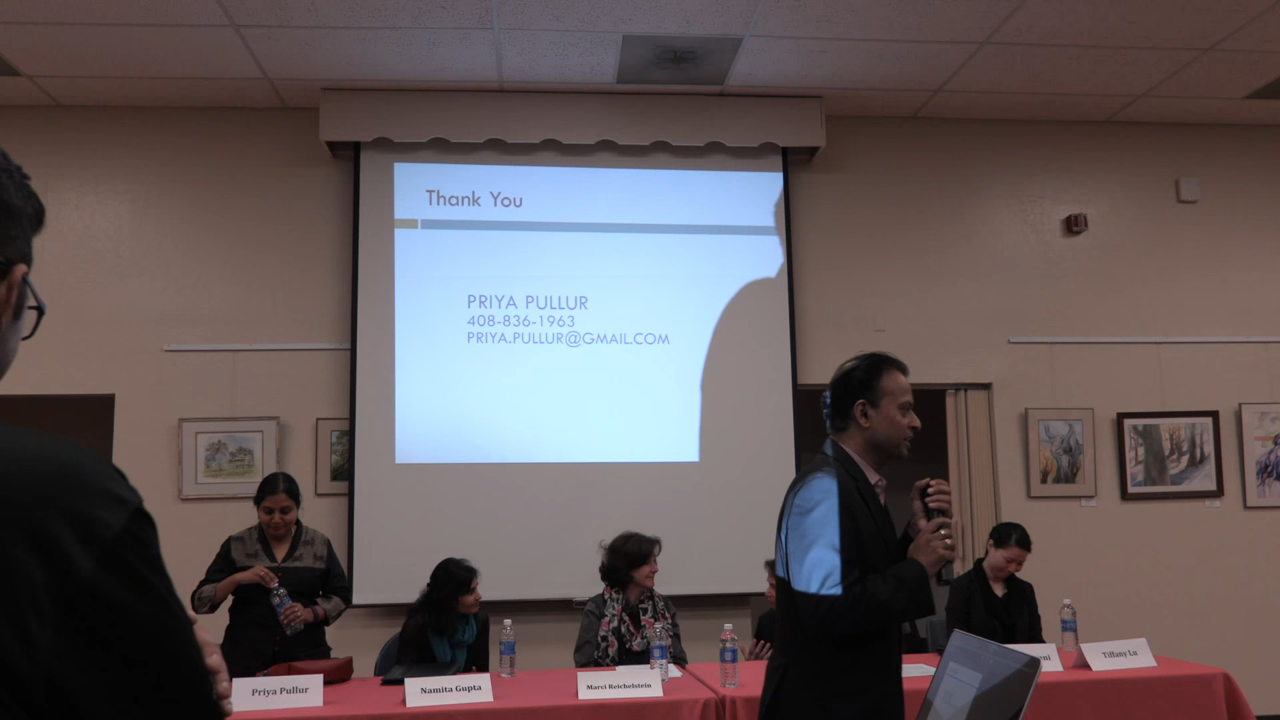 Thank You
PRIYA PULLUR
408-836-1963
PRIYA.PULLUR@GMAIL.COM
Priya Pullur
Namita Gupta
Marci Reichelstein
Tiffany Lu